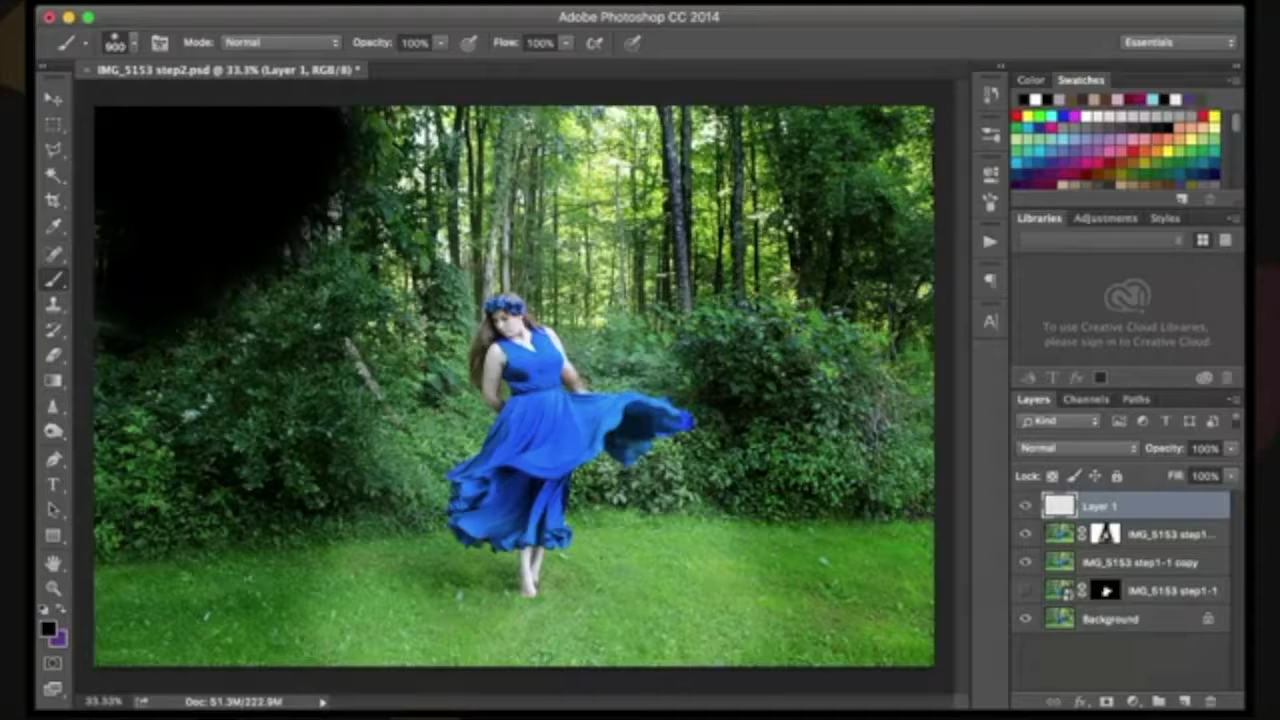 Adobe Photoshop CC 2014
900 Mode: Normal Opacity: 100% Flow: 100% Essentials
IMG_5153 step2.psd @ 33.3% (Layer 1, RGB/8) *
Color Swatches
Libraries Adjustments Styles
To use Creative Cloud Libraries,
please sign in to Creative Cloud.
Layers Channels Paths
Kind
Normal Opacity: 100%
Lock: Fill: 100%
Layer 1
IMG_5153 step1...
IMG_5153 step1-1 copy
IMG_5153 step1-1
Background
33.33% Doc: 51.3M/222.9M